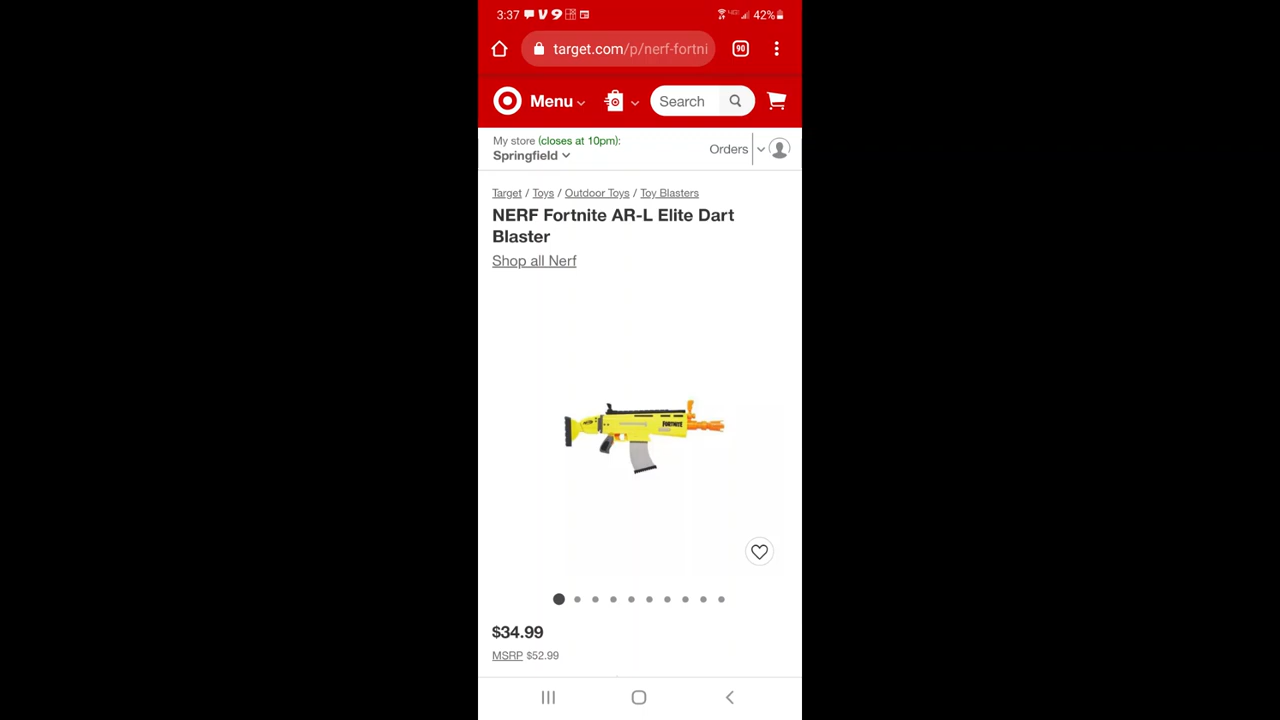 3:37
42%
target.com/p/nerf-fortni
90
Menu
Search
My store (closes at 10pm):
Springfield
Orders
Target / Toys / Outdoor Toys / Toy Blasters
NERF Fortnite AR-L Elite Dart
Blaster
Shop all Nerf
FORTNITE
$34.99
MSRP $52.99